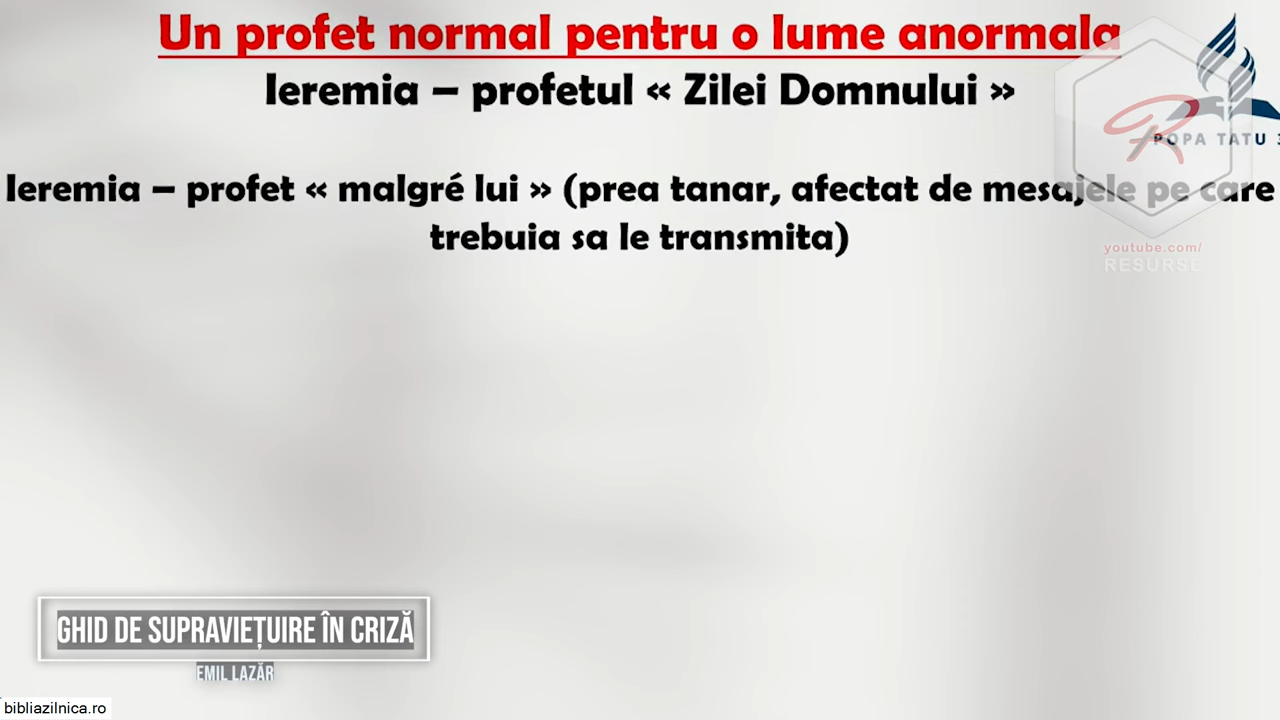 Un profet normal pentru o lume anormala
Ieremia – profetul « Zilei Domnului »
POPA TATU
Ieremia – profet « malgré lui » (prea tanar, afectat de mesajele pe care
trebuia sa le transmita)
youtube.com/
RESURSE
GHID DE SUPRAVIEȚUIRE ÎN CRIZĂ
EMIL LAZĂR
bibliazilnica.ro